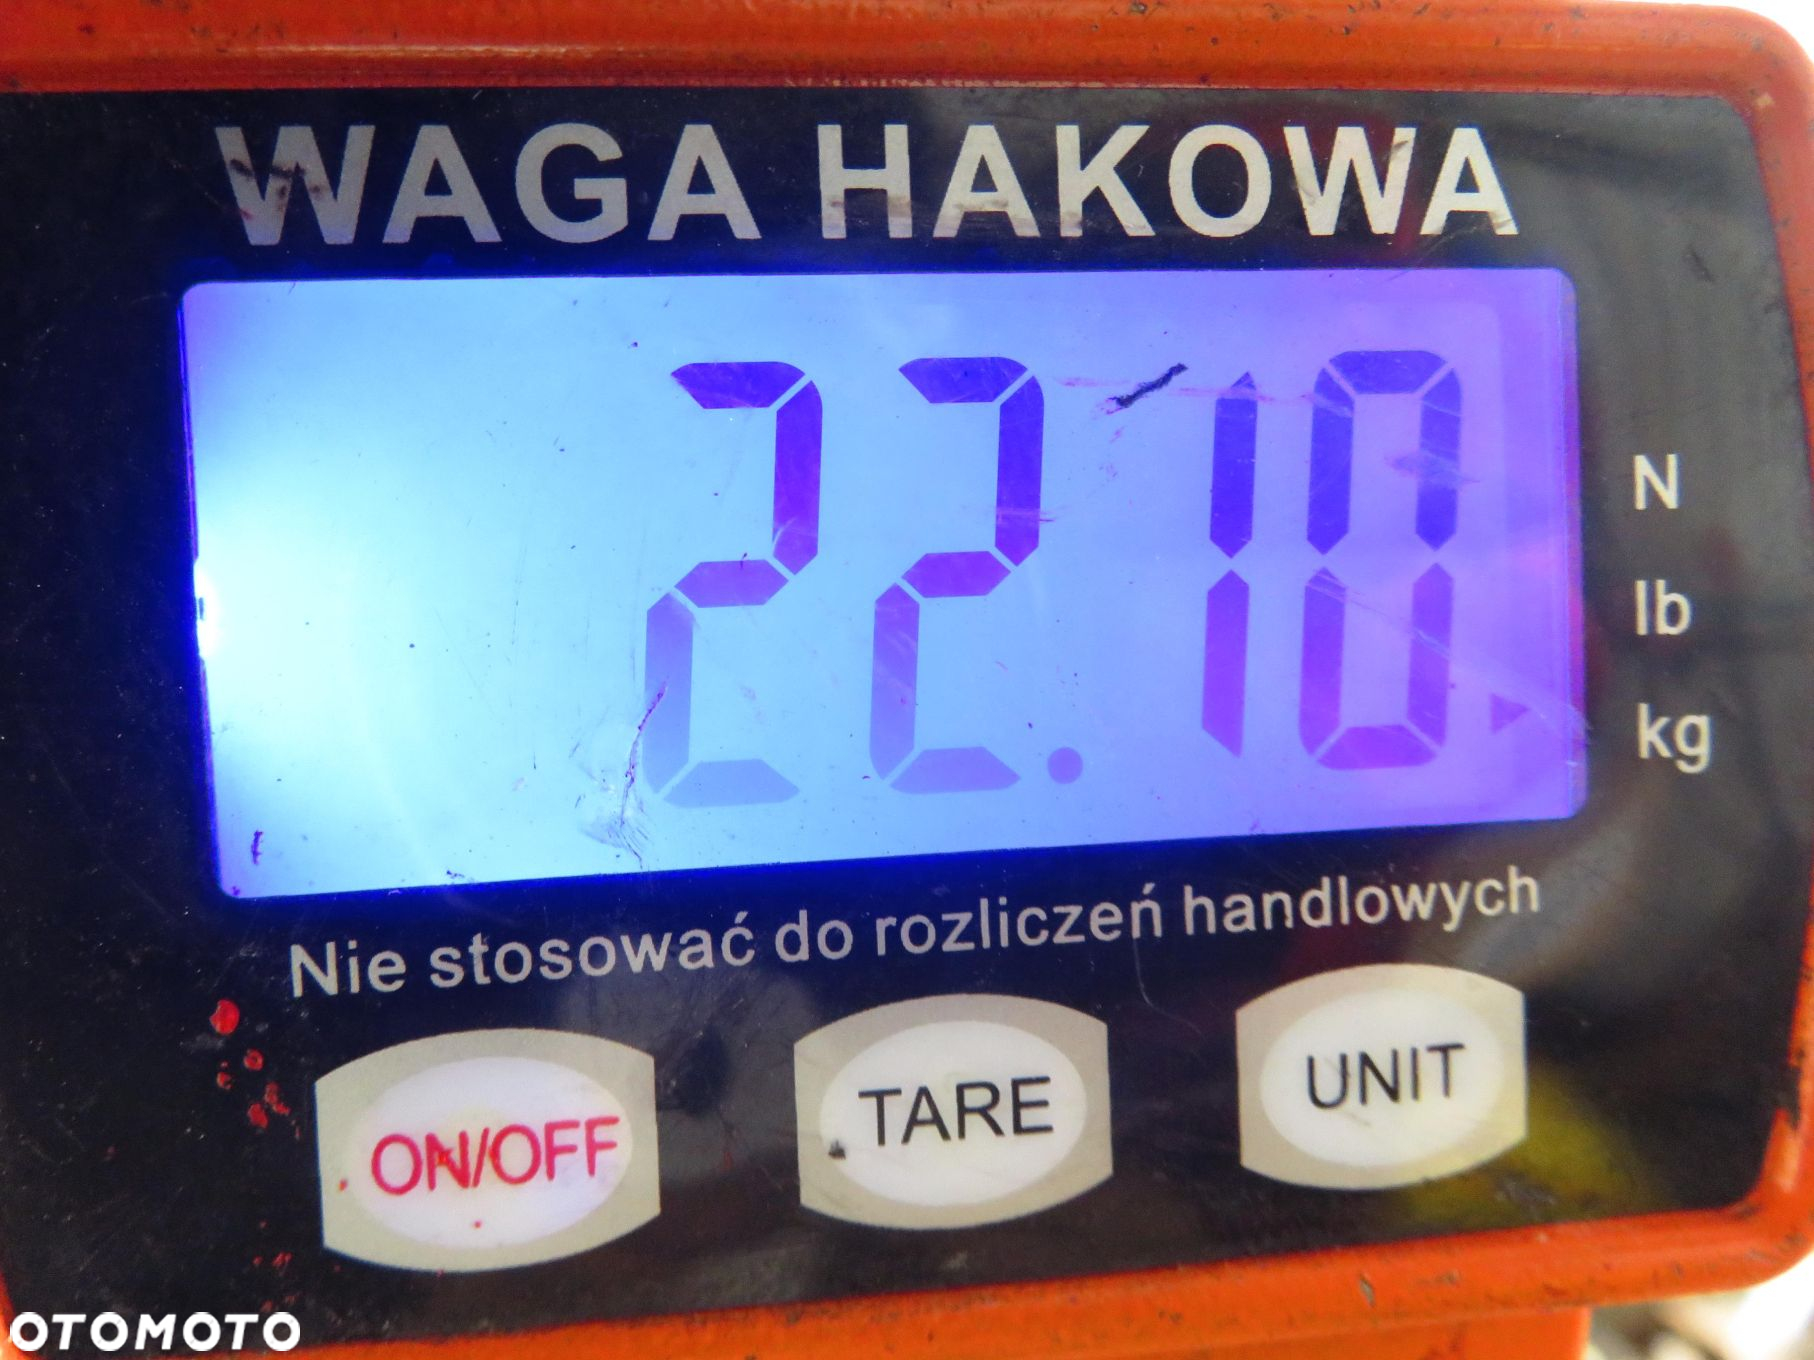 WAGA HAKOWA
22.10
N
lb
kg
Nie stosować do rozliczeń handlowych
ON/OFF
TARE
UNIT
OTOMOTO